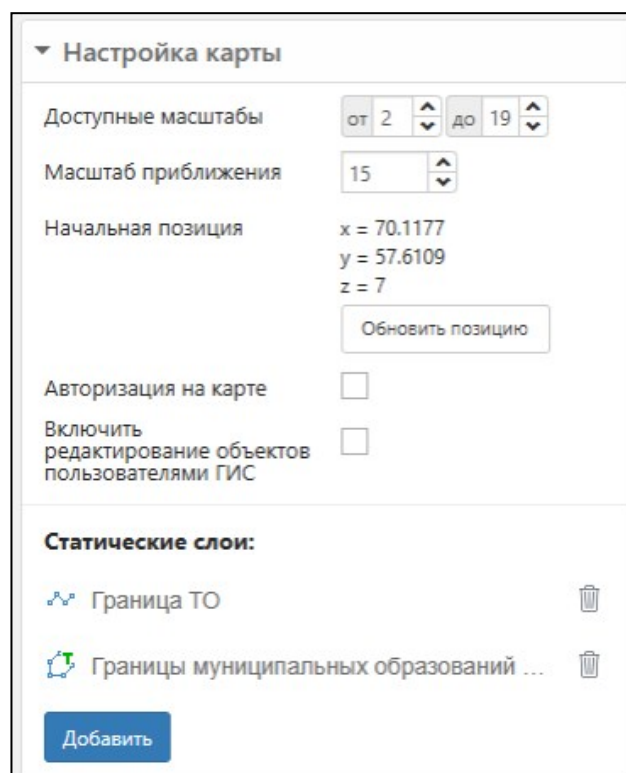 Настройка карты
Доступные масштабы от 2 до 19
Масштаб приближения 15
Начальная позиция x = 70.1177
y = 57.6109
z = 7
Обновить позицию
Авторизация на карте
Включить
редактирование объектов
пользователями ГИС
Статические слои:
Граница ТО
Границы муниципальных образований ...
Добавить